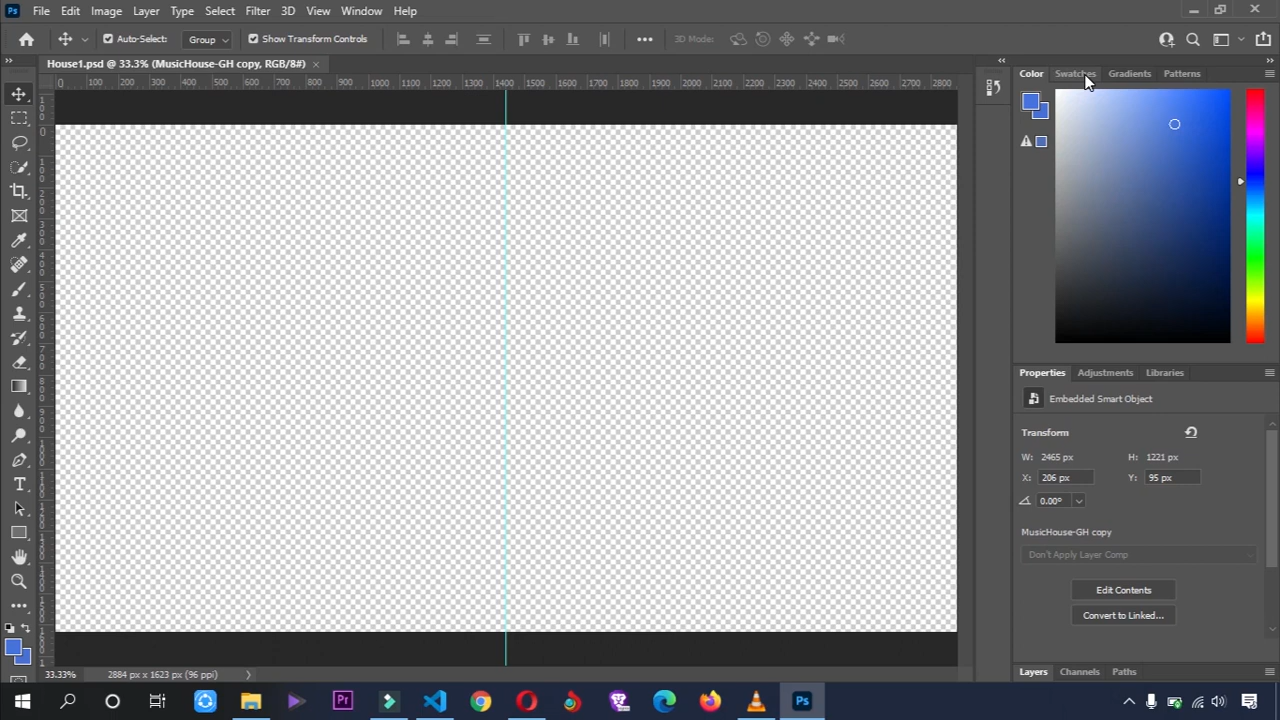 Ps File Edit Image Layer Type Select Filter 3D View Window Help
Auto-Select: Group Show Transform Controls ••• 3D Mode:
House1.psd @ 33.3% (MusicHouse-GH copy, RGB/8#) ×
Color Swatches Gradients Patterns
0 100 200 300 400 500 600 700 800 900 1000 1100 1200 1300 1400 1500 1600 1700 1800 1900 2000 2100 2200 2300 2400 2500 2600 2700 2800
Properties Adjustments Libraries
Embedded Smart Object
Transform
W: 2465 px H: 1221 px
X: 206 px Y: 95 px
0.00°
MusicHouse-GH copy
Don't Apply Layer Comp
Edit Contents
Convert to Linked...
Layers Channels Paths
33.33% 2884 px x 1623 px (96 ppi)
Pr Ps